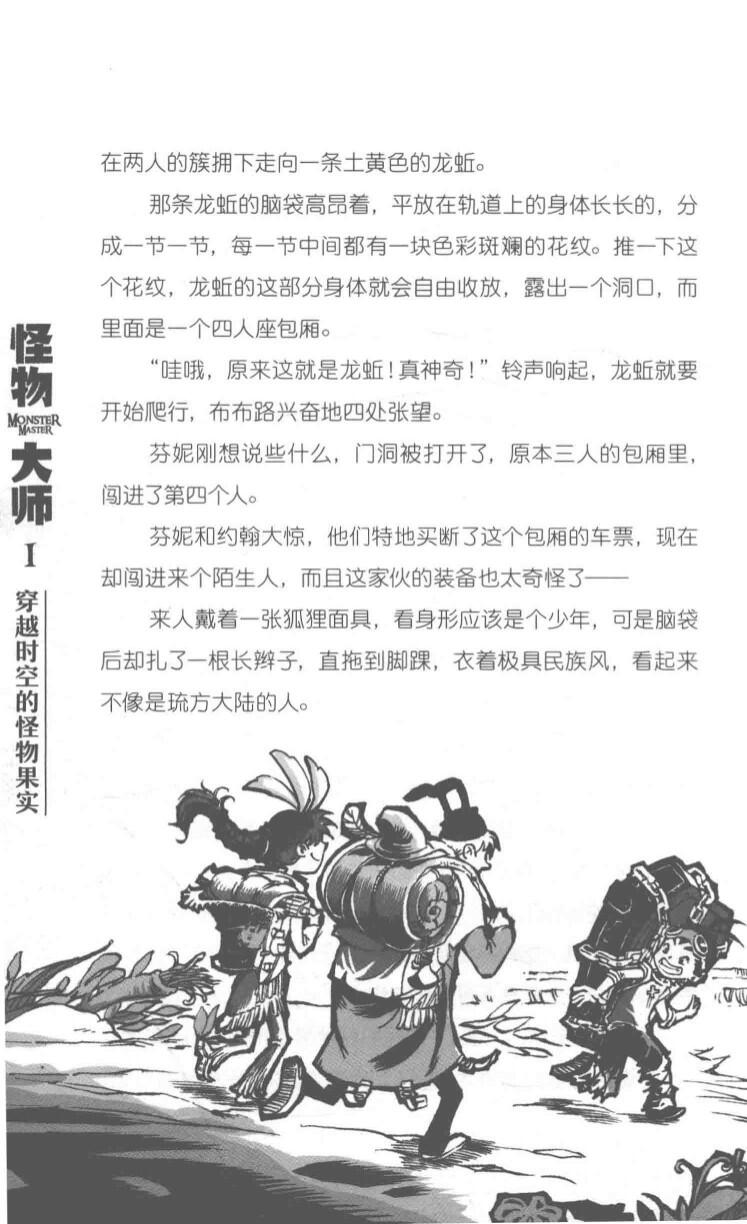 在两人的簇拥下走向一条土黄色的龙蚯。
那条龙蚯的脑袋高昂着，平放在轨道上的身体长长的，分
成一节一节，每一节中间都有一块色彩斑斓的花纹。推一下这
个花纹，龙蚯的这部分身体就会自由收放，露出一个洞口，而
里面是一个四人座包厢。
“哇哦，原来这就是龙蚯！真神奇！”铃声响起，龙蚯就要
开始爬行，布布路兴奋地四处张望。
芬妮刚想说些什么，门洞被打开了，原本三人的包厢里，
闯进了第四个人。
芬妮和约翰大惊，他们特地买断了这个包厢的车票，现在
却闯进来个陌生人，而且这家伙的装备也太奇怪了——
来人戴着一张狐狸面具，看身形应该是个少年，可是脑袋
后却扎了一根长辫子，直拖到脚踝，衣着极具民族风，看起来
不像是琉方大陆的人。
怪物
MONSTER
MASTER
大师
I
穿越时空的怪物果实